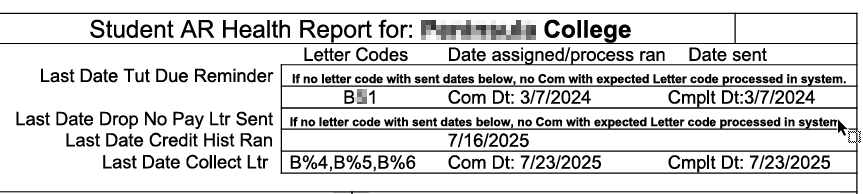 Student AR Health Report for: College
Letter Codes Date assigned/process ran Date sent
Last Date Tut Due Reminder If no letter code with sent dates below, no Com with expected Letter code processed in system.
Com Dt: 3/7/2024 Cmplt Dt:3/7/2024
Last Date Drop No Pay Ltr Sent If no letter code with sent dates below, no Com with expected Letter code processed in system
Last Date Credit Hist Ran 7/16/2025
Last Date Collect Ltr B%4,B%5,B%6 Com Dt: 7/23/2025 Cmplt Dt: 7/23/2025